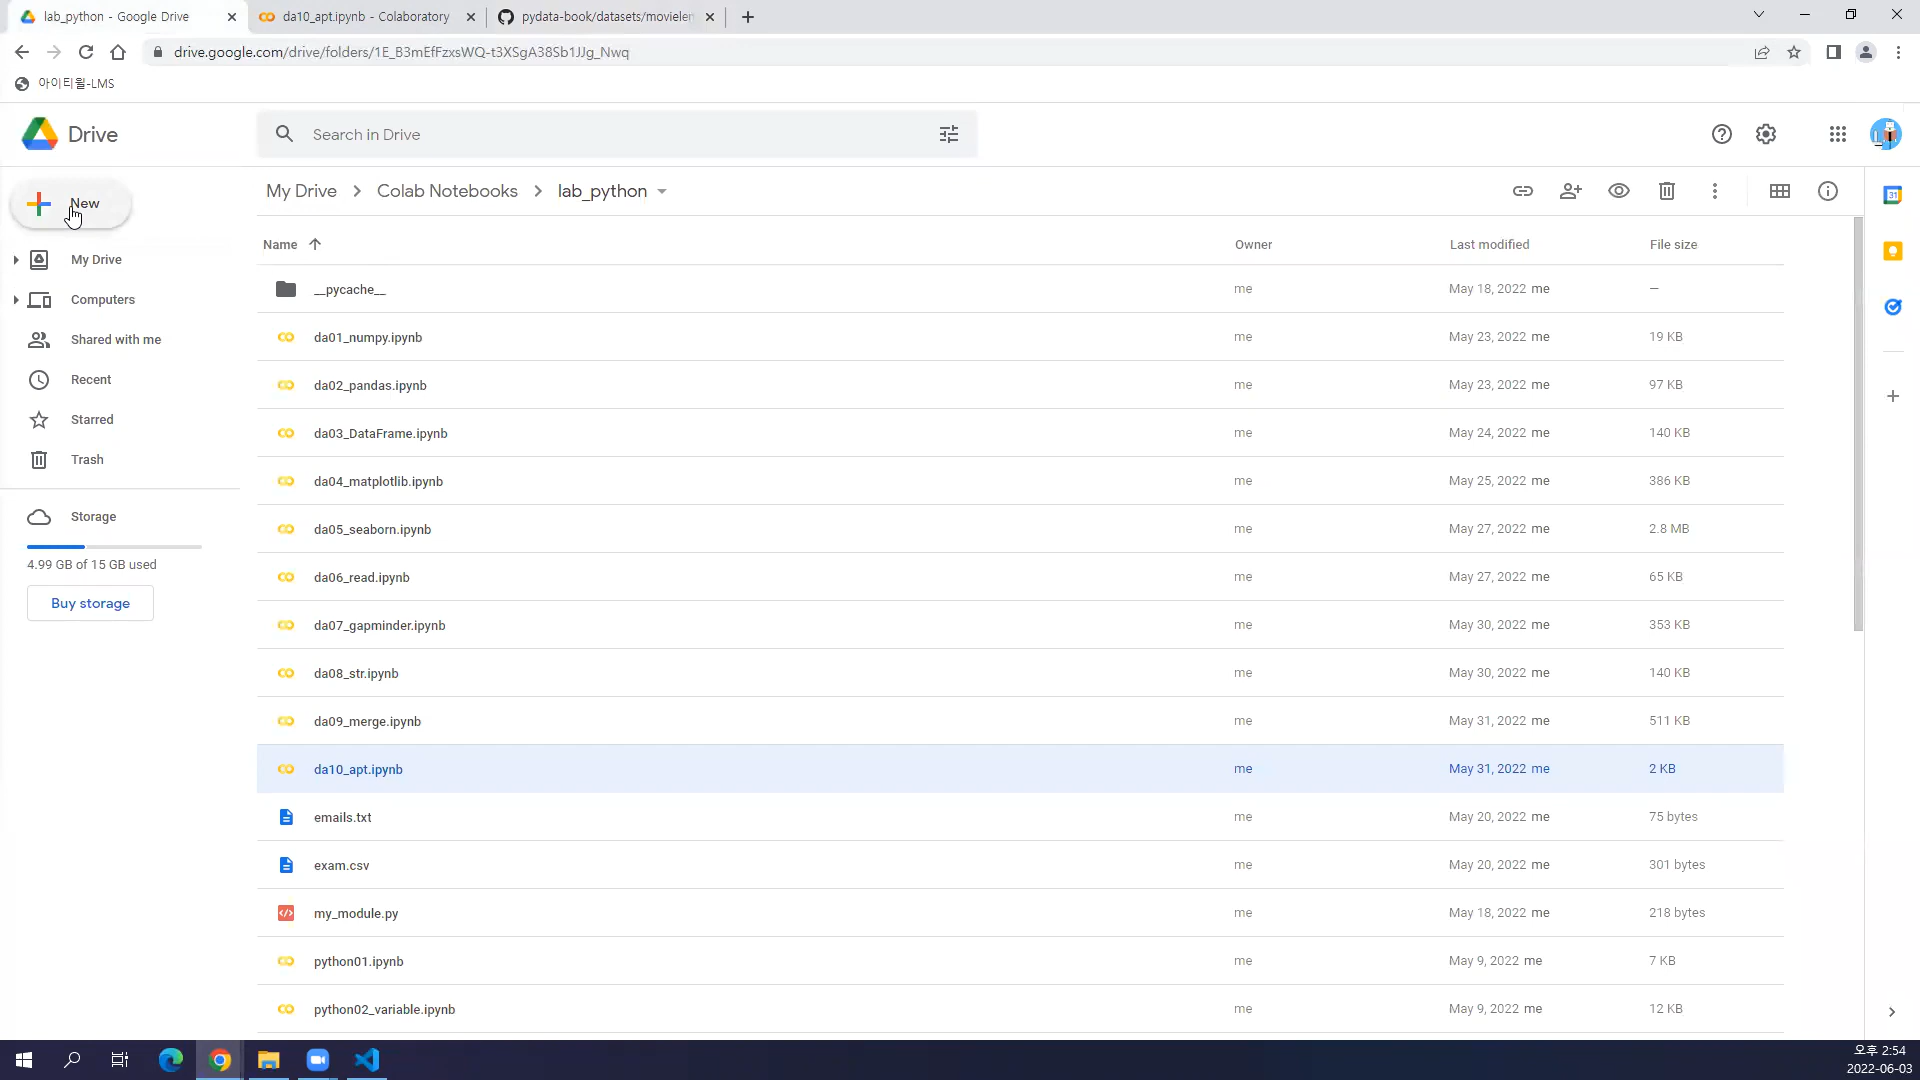 lab_python - Google Drive
da10_apt.ipynb - Colaboratory
pydata-book/datasets/movielen
drive.google.com/drive/folders/1E_B3mEfFzxsWQ-t3XSgA38Sb1JJg_Nwq
아이티윌-LMS
Drive
Search in Drive
New
My Drive
Computers
Shared with me
Recent
Starred
Trash
Storage
4.99 GB of 15 GB used
Buy storage
My Drive > Colab Notebooks > lab_python
Name Owner Last modified File size
__pycache__ me May 18, 2022 me —
da01_numpy.ipynb me May 23, 2022 me 19 KB
da02_pandas.ipynb me May 23, 2022 me 97 KB
da03_DataFrame.ipynb me May 24, 2022 me 140 KB
da04_matplotlib.ipynb me May 25, 2022 me 386 KB
da05_seaborn.ipynb me May 27, 2022 me 2.8 MB
da06_read.ipynb me May 27, 2022 me 65 KB
da07_gapminder.ipynb me May 30, 2022 me 353 KB
da08_str.ipynb me May 30, 2022 me 140 KB
da09_merge.ipynb me May 31, 2022 me 511 KB
da10_apt.ipynb me May 31, 2022 me 2 KB
emails.txt me May 20, 2022 me 75 bytes
exam.csv me May 20, 2022 me 301 bytes
my_module.py me May 18, 2022 me 218 bytes
python01.ipynb me May 9, 2022 me 7 KB
python02_variable.ipynb me May 9, 2022 me 12 KB
31
오후 2:54
2022-06-03